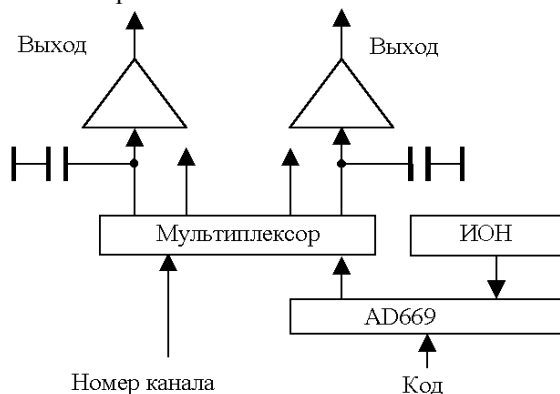 Выход
Выход
Мультиплексор
ИОН
AD669
Номер канала
Код